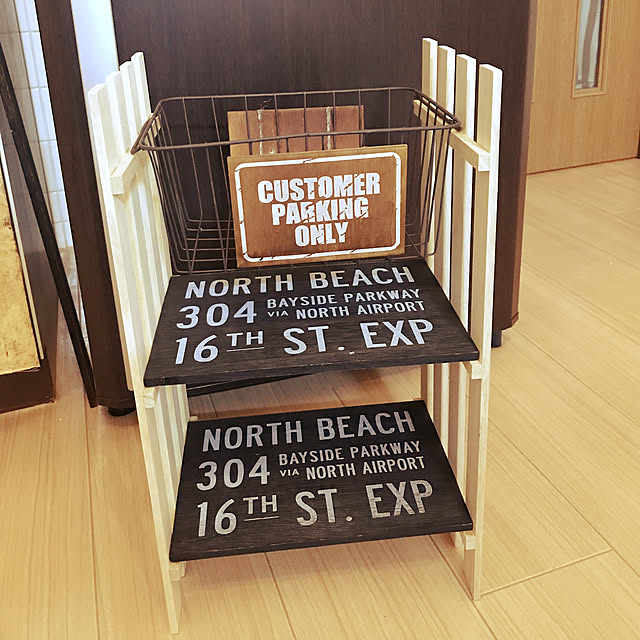 CUSTOMER
PARKING
ONLY
NORTH BEACH
304 BAYSIDE PARKWAY
VIA NORTH AIRPORT
16TH ST. EXP
NORTH BEACH
304 BAYSIDE PARKWAY
VIA NORTH AIRPORT
16TH ST. EXP